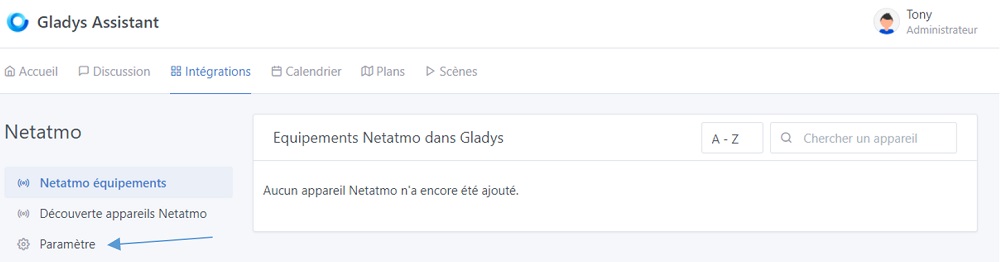 Gladys Assistant
Tony
Administrateur
Accueil
Discussion
Intégrations
Calendrier
Plans
Scènes
Netatmo
Netatmo équipements
Découverte appareils Netatmo
Paramètre
Equipements Netatmo dans Gladys
A - Z
Chercher un appareil
Aucun appareil Netatmo n'a encore été ajouté.